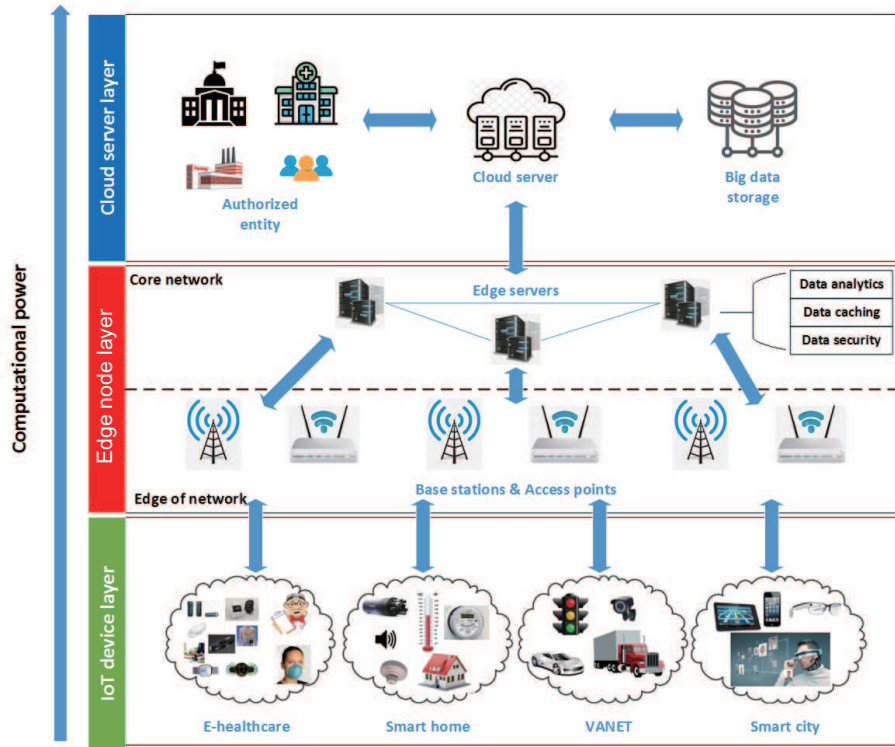 Computational power
Cloud server layer
Authorized
entity
Cloud server
Big data
storage
Edge node layer
Core network
Edge servers
Data analytics
Data caching
Data security
Base stations & Access points
Edge of network
IoT device layer
E-healthcare
Smart home
VANET
Smart city